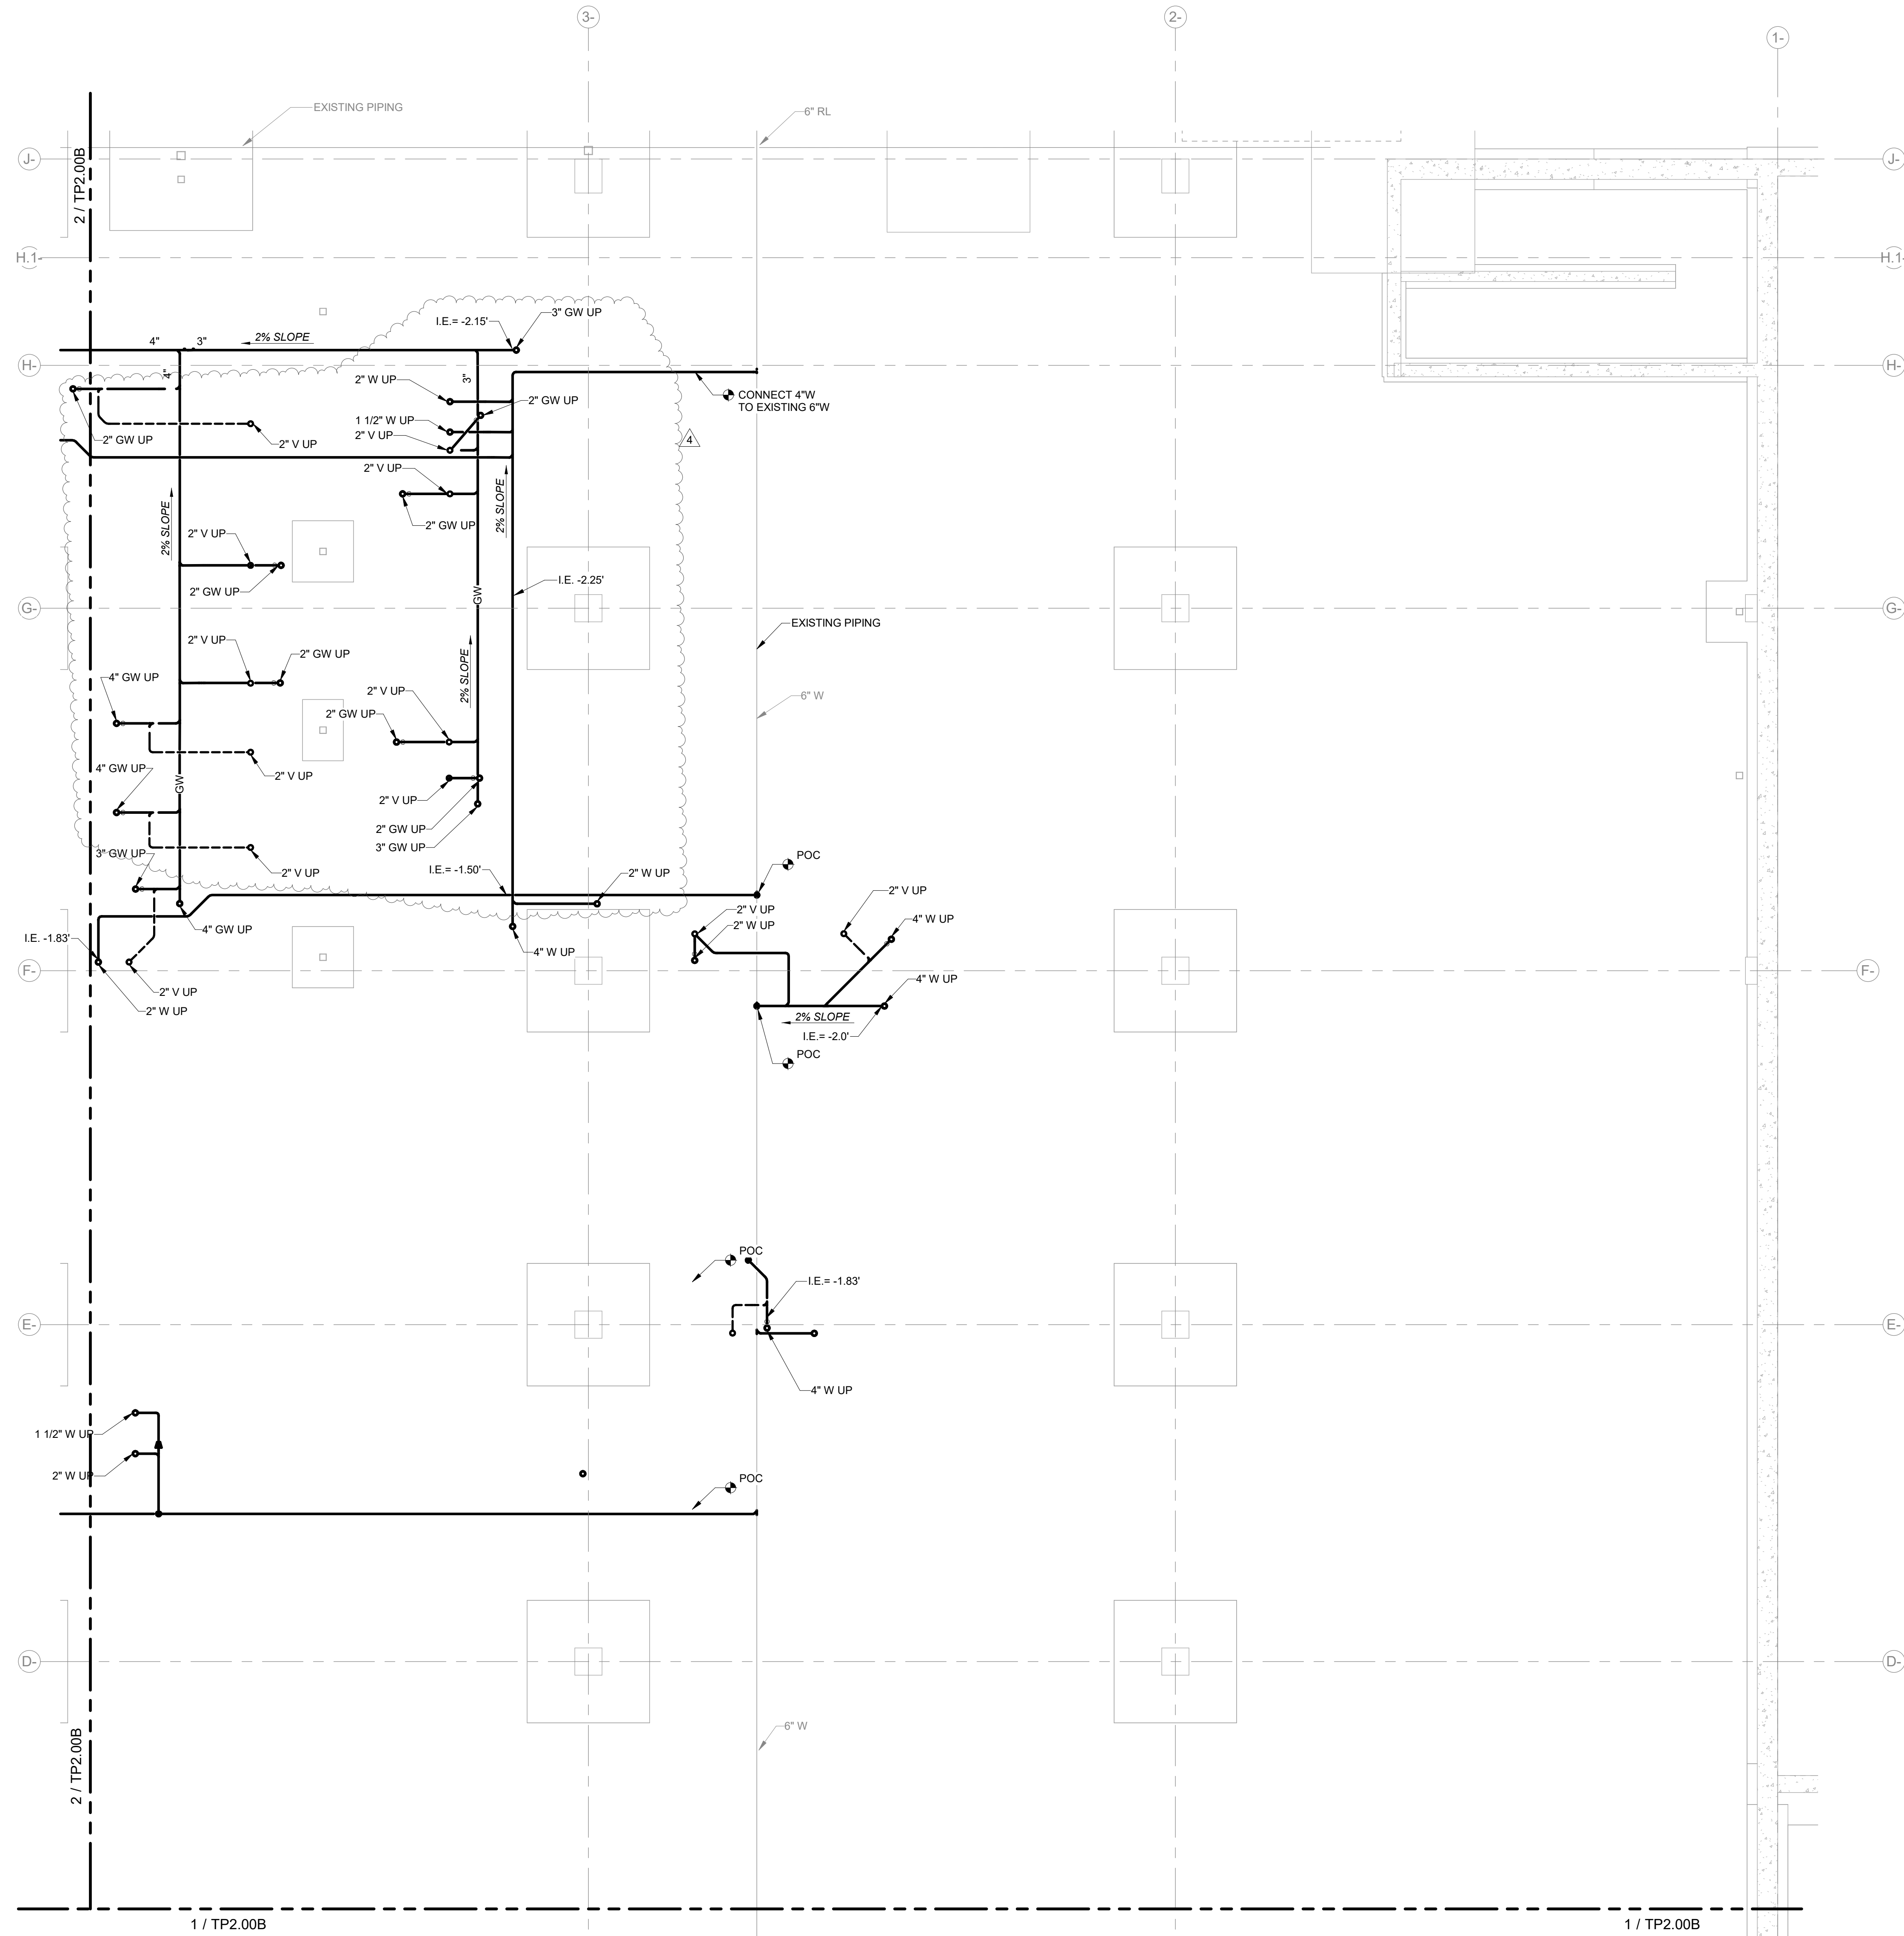 3-
2-
1-
EXISTING PIPING
6" RL
J-
J-
2 / TP2.00B
H.1-
H.1-
I.E.= -2.15'
3" GW UP
4"
3"
2% SLOPE
H-
H-
4"
3"
2" W UP
CONNECT 4"W
TO EXISTING 6"W
2" GW UP
1 1/2" W UP
2" V UP
2" GW UP
2" V UP
4
2" V UP
2" GW UP
2% SLOPE
2% SLOPE
2" V UP
2" GW UP
I.E. -2.25'
GW
G-
G-
EXISTING PIPING
2" V UP
2" GW UP
2% SLOPE
4" GW UP
2" V UP
6" W
2" GW UP
4" GW UP
2" V UP
GW
2" V UP
2" GW UP
3" GW UP
3" GW UP
POC
2" V UP
I.E.= -1.50'
2" W UP
2" V UP
2" V UP
2" W UP
4" W UP
4" GW UP
I.E. -1.83'
4" W UP
F-
F-
4" W UP
2" V UP
2" W UP
2% SLOPE
I.E.= -2.0'
POC
POC
I.E.= -1.83'
E-
E-
4" W UP
1 1/2" W UP
2" W UP
POC
D-
D-
6" W
2 / TP2.00B
1 / TP2.00B
1 / TP2.00B